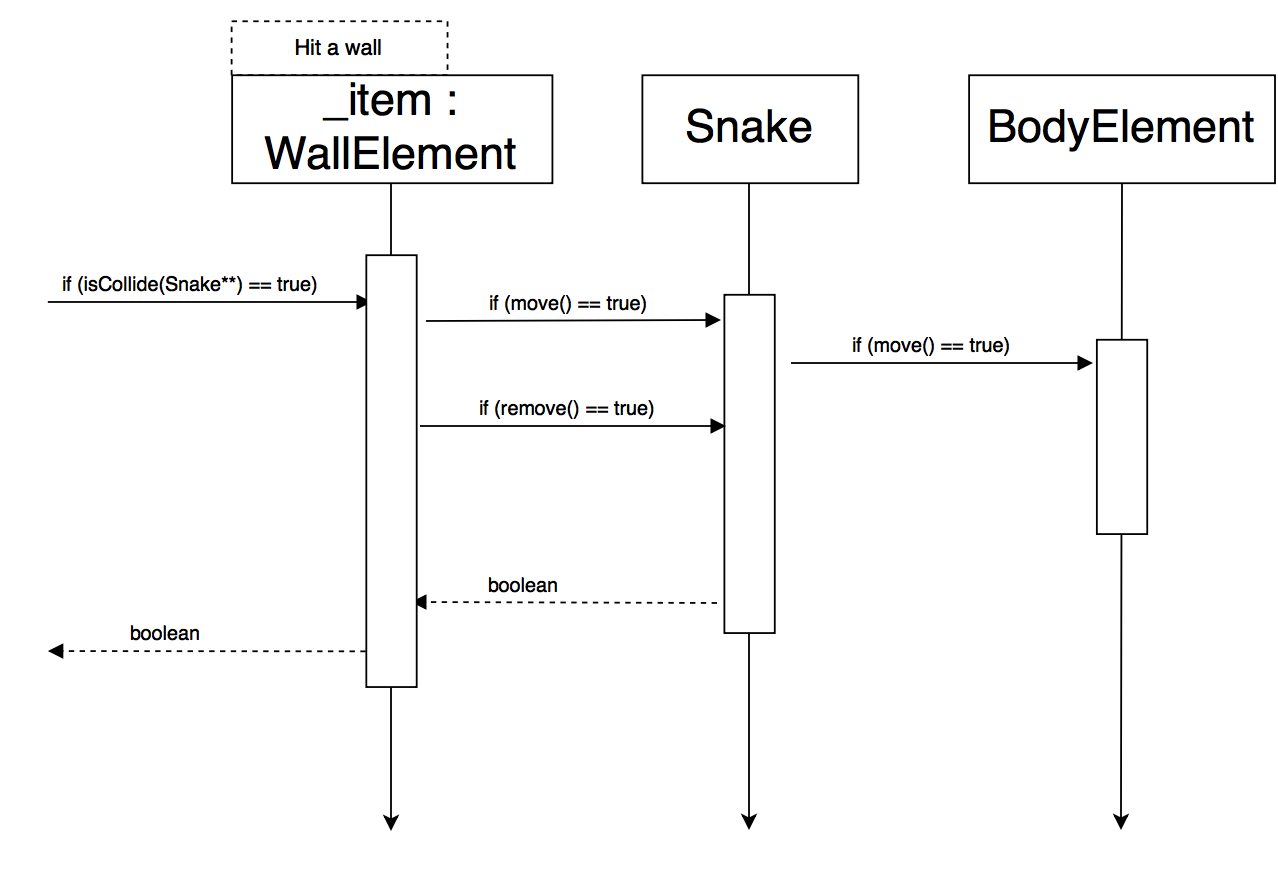 Hit a wall
_item :
WallElement
Snake
BodyElement
if (isCollide(Snake**) == true)
if (move() == true)
if (move() == true)
if (remove() == true)
boolean
boolean